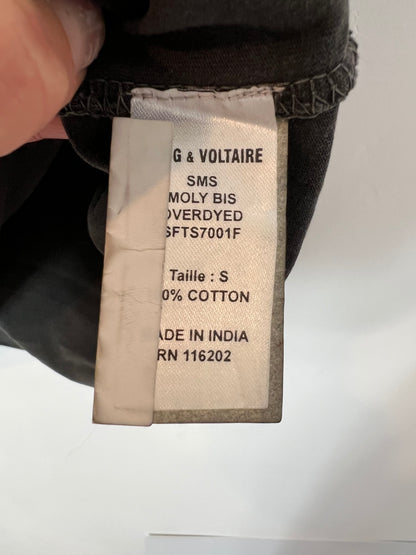 G & VOLTAIRE
SMS
MOLY BIS
OVERDYED
SFTS7001F
Taille : S
0% COTTON
ADE IN INDIA
RN 116202